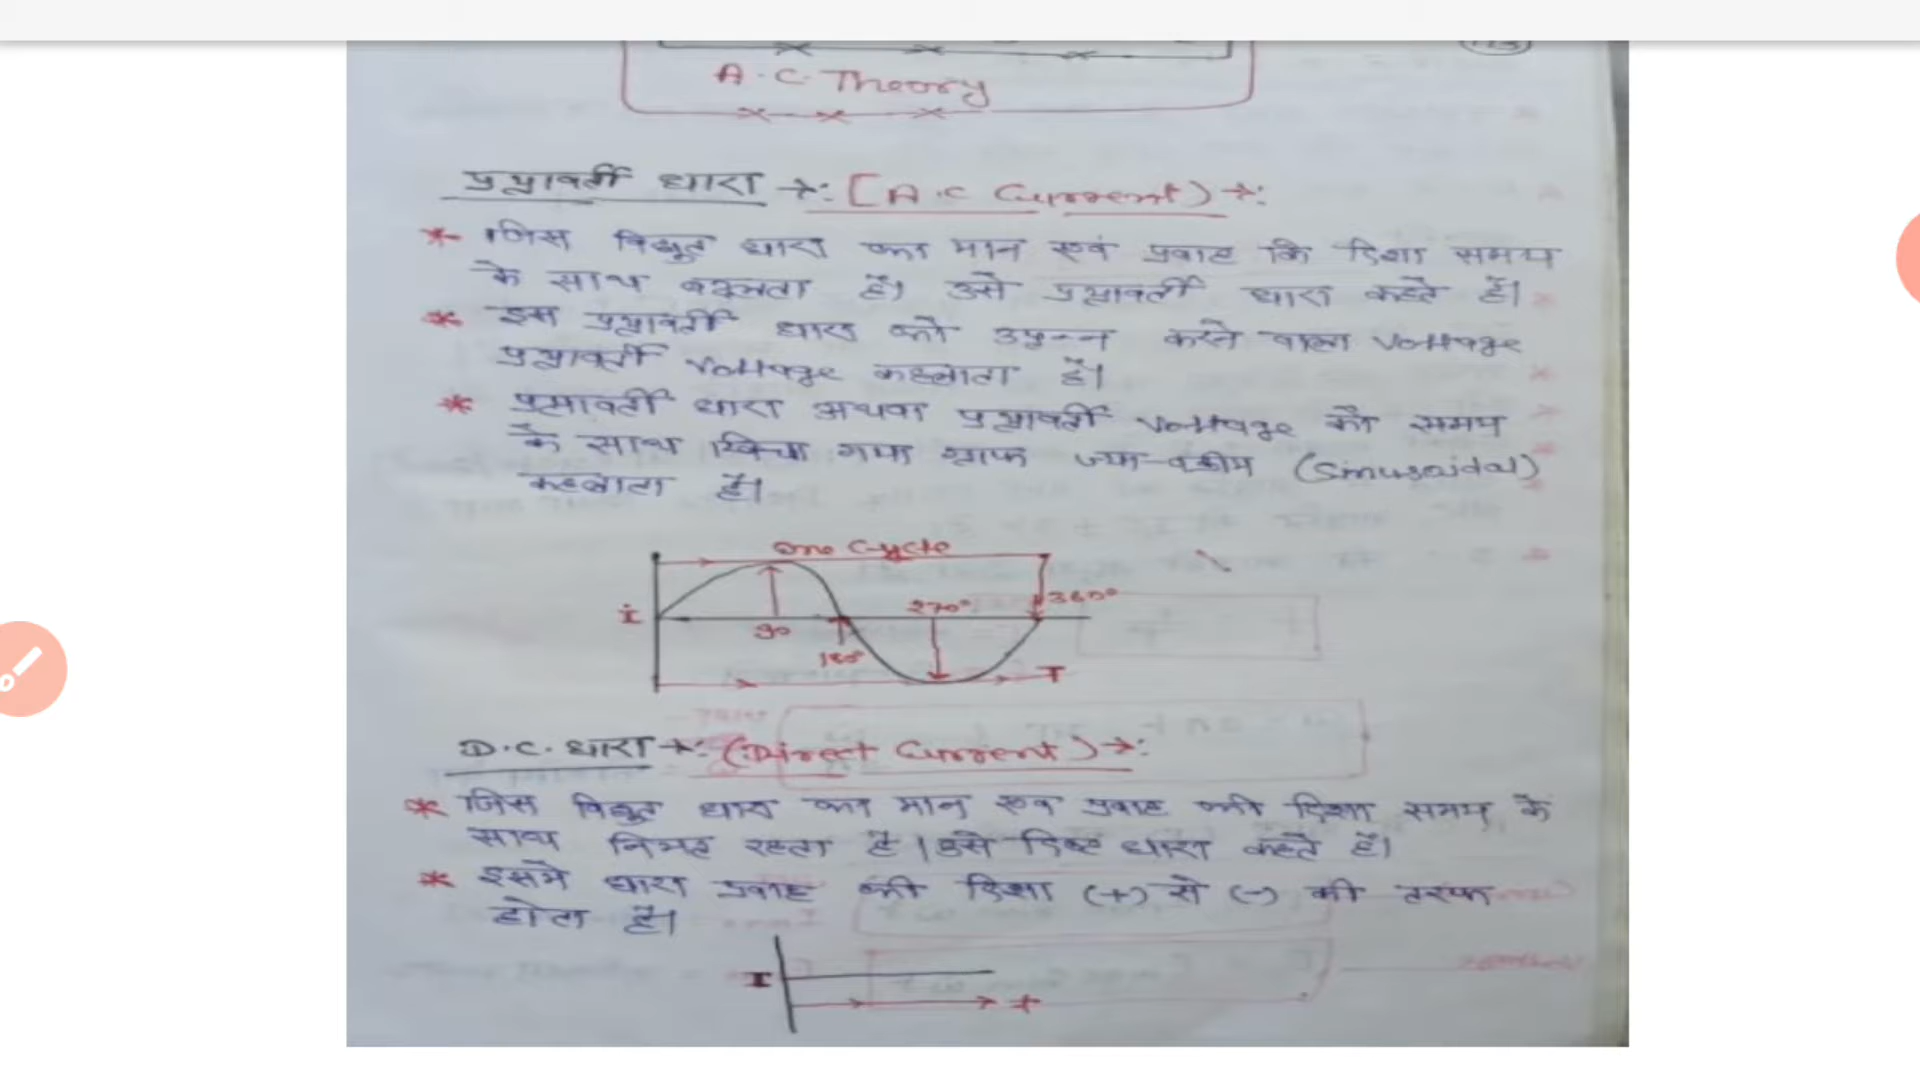 A.C. Theory
प्रत्यावर्ती धारा →: [A.C Current) →:
* जिस विद्युत धारा का मान एवं प्रवाह कि दिशा समय
के साथ बदलता है। उसे प्रत्यावर्ती धारा कहते हैं।
* इस प्रत्यावर्ती धारा को उत्पन्न करने वाला Voltage
प्रत्यावर्ती Voltage कहलाता है।
* प्रत्यावर्ती धारा अथवा प्रत्यावर्ती Voltage को समय
के साथ खिचा गया ग्राफ ज्या-वक्रीय (Sinusoidal)
कहलाता है।
One Cycle
i 90 180° 270° 360°
T
D.C. धारा →: (Direct Current) →:
* जिस विद्युत धारा का मान एवं प्रवाह की दिशा समय के
साथ नियत रहता है। उसे दिष्ट धारा कहते हैं।
* इसमे धारा प्रवाह की दिशा (+) से (-) की तरफ
होता है।
I
t